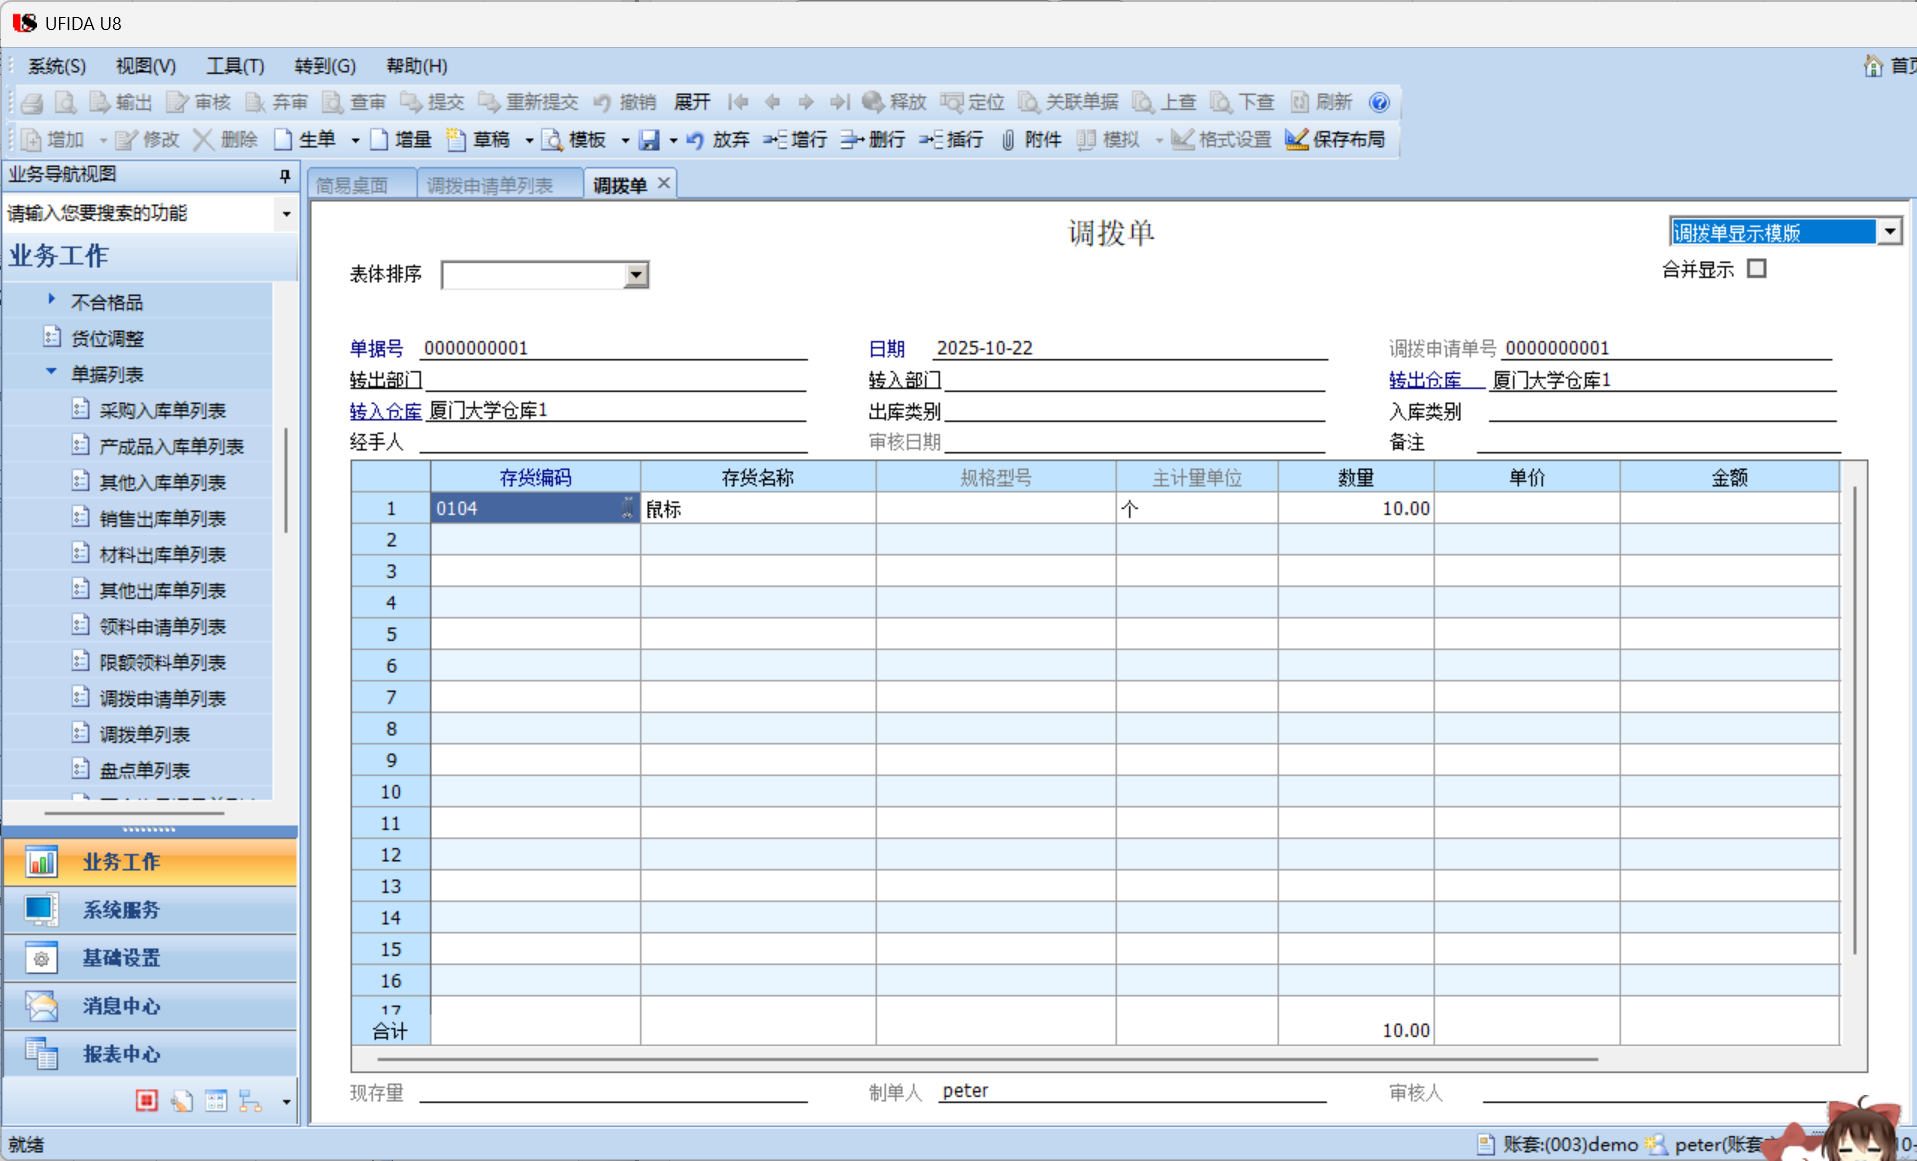 UFIDA U8
系统(S) 视图(V) 工具(T) 转到(G) 帮助(H) 首页
输出 审核 弃审 查审 提交 重新提交 撤销 展开 释放 定位 关联单据 上查 下查 刷新
增加 修改 删除 生单 增量 草稿 模板 放弃 增行 删行 插行 附件 模拟 格式设置 保存布局
业务导航视图
简易桌面 调拨申请单列表 调拨单
请输入您要搜索的功能
业务工作
不合格品
货位调整
单据列表
采购入库单列表
产成品入库单列表
其他入库单列表
销售出库单列表
材料出库单列表
其他出库单列表
领料申请单列表
限额领料单列表
调拨申请单列表
调拨单列表
盘点单列表
业务工作
系统服务
基础设置
消息中心
报表中心
调拨单
调拨单显示模版
表体排序
合并显示
单据号 0000000001 日期 2025-10-22 调拨申请单号 0000000001
转出部门 转入部门 转出仓库 厦门大学仓库1
转入仓库 厦门大学仓库1 出库类别 入库类别
经手人 审核日期 备注
存货编码 存货名称 规格型号 主计量单位 数量 单价 金额
1 0104 鼠标 个 10.00
2
3
4
5
6
7
8
9
10
11
12
13
14
15
16
17
合计 10.00
现存量 制单人 peter 审核人
就绪 账套:(003)demo peter(账套